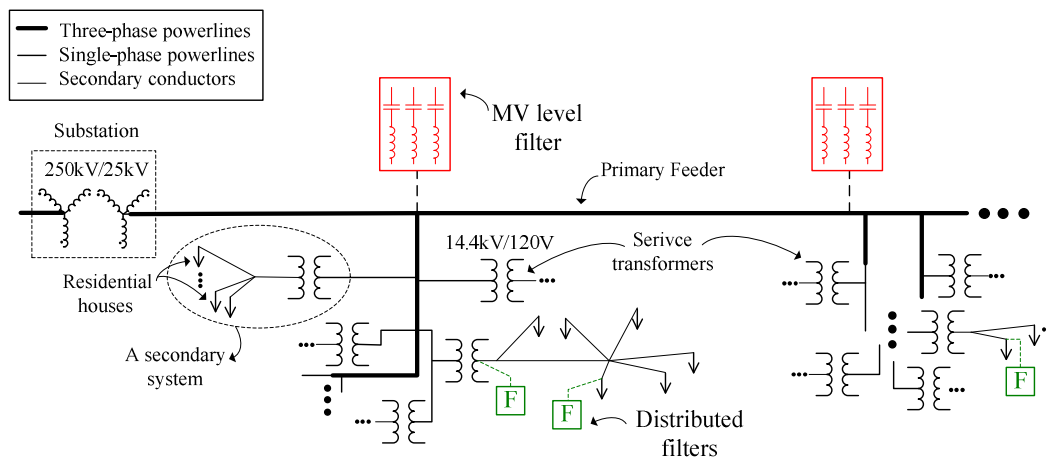 Three-phase powerlines
Single-phase powerlines
Secondary conductors
MV level
filter
Substation
250kV/25kV
Primary Feeder
14.4kV/120V
Serivce
transformers
Residential
houses
A secondary
system
F
F
F
Distributed
filters